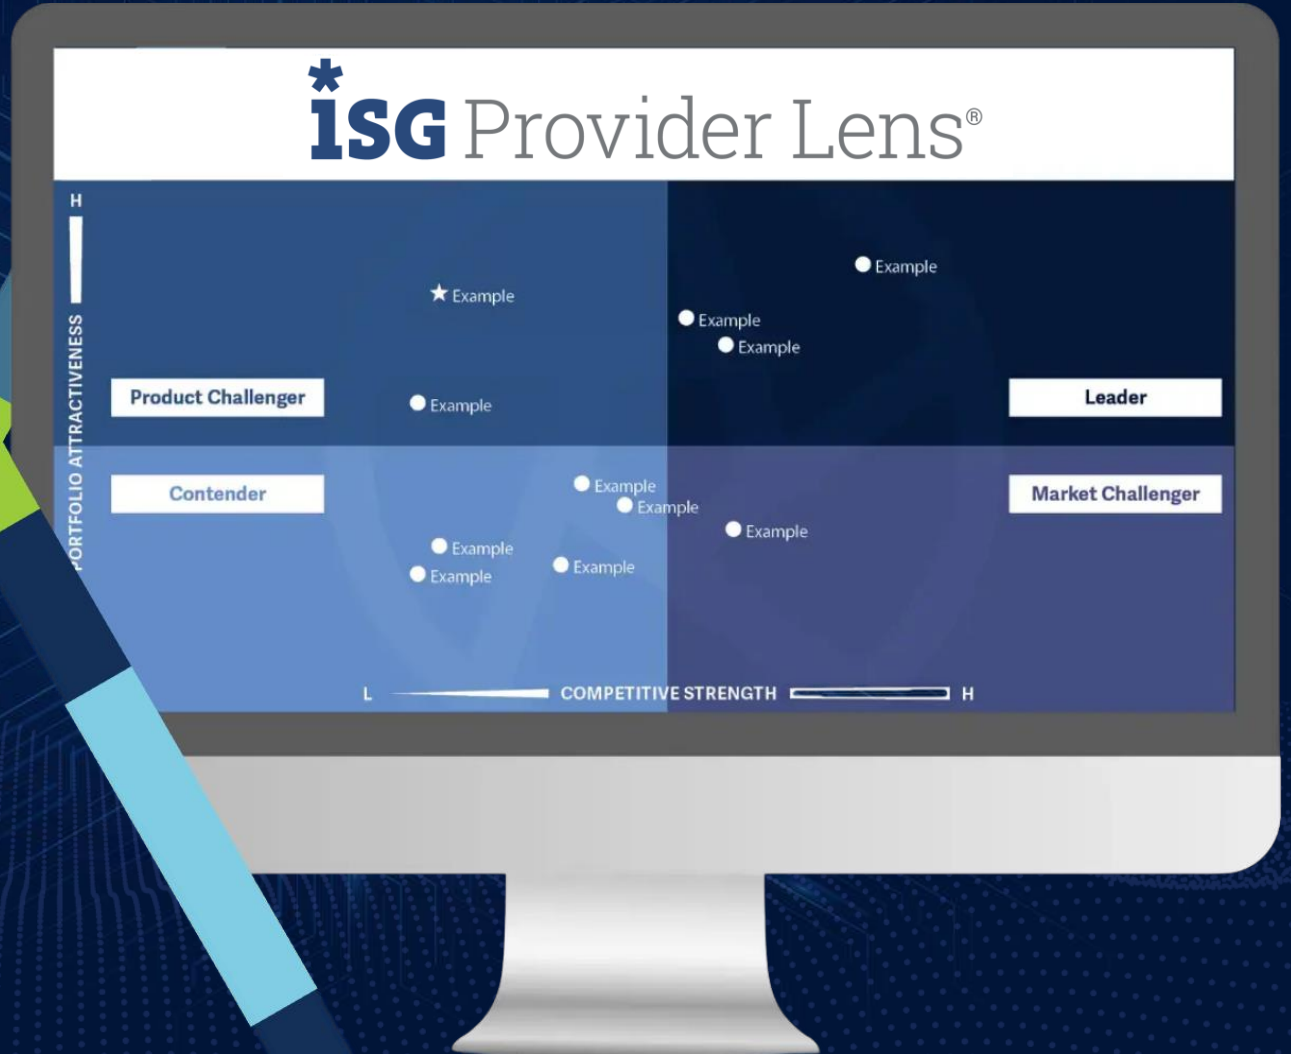 *
iSG Provider Lens®
H
PORTFOLIO ATTRACTIVENESS
Example
Example
Example
Example
Product Challenger
Example
Leader
Contender
Example
Example
Market Challenger
Example
Example
Example
Example
L COMPETITIVE STRENGTH H